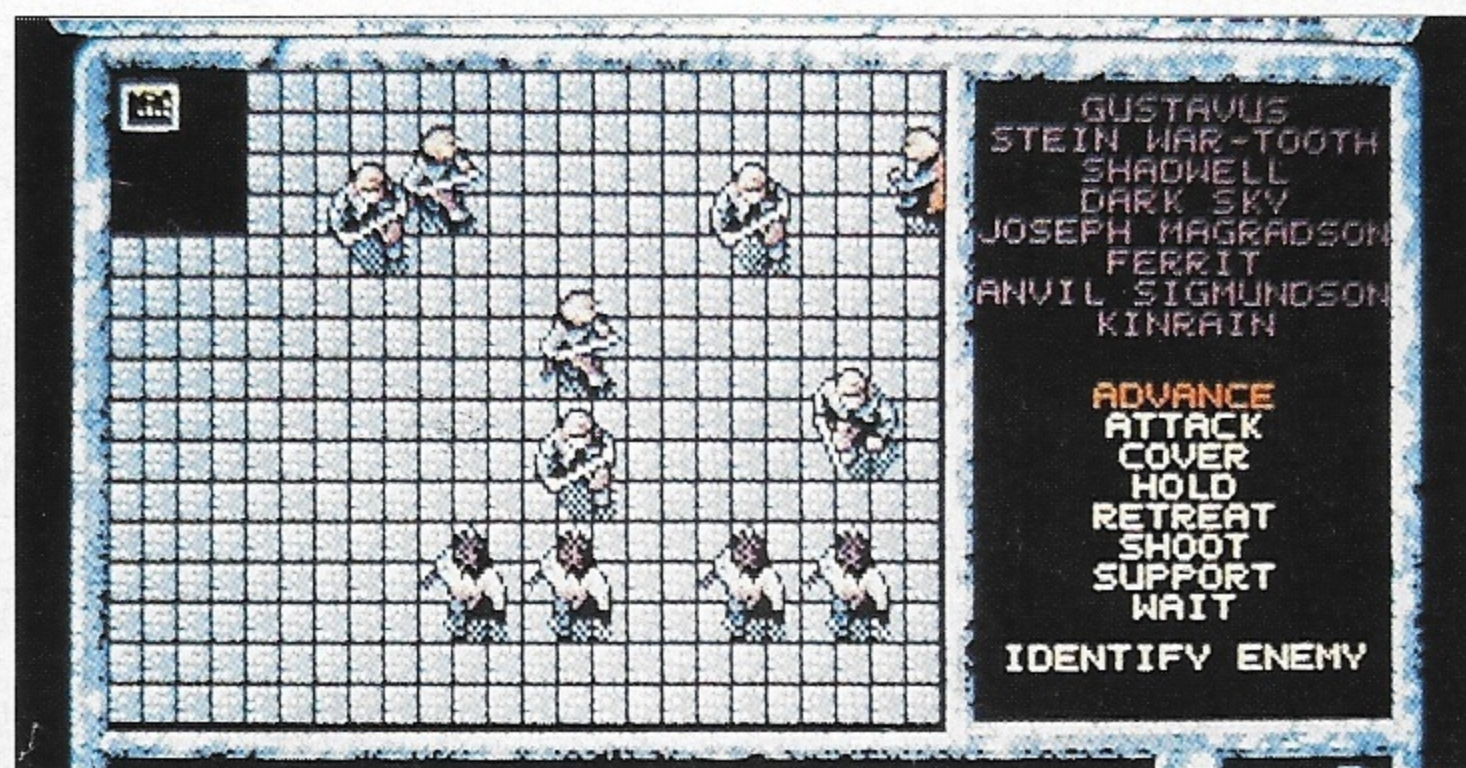 GUSTAVUS
STEIN WAR-TOOTH
SHADWELL
DARK SKY
JOSEPH MAGRADSON
FERRIT
ANVIL SIGMUNDSON
KINRAIN
ADVANCE
ATTACK
COVER
HOLD
RETREAT
SHOOT
SUPPORT
WAIT
IDENTIFY ENEMY